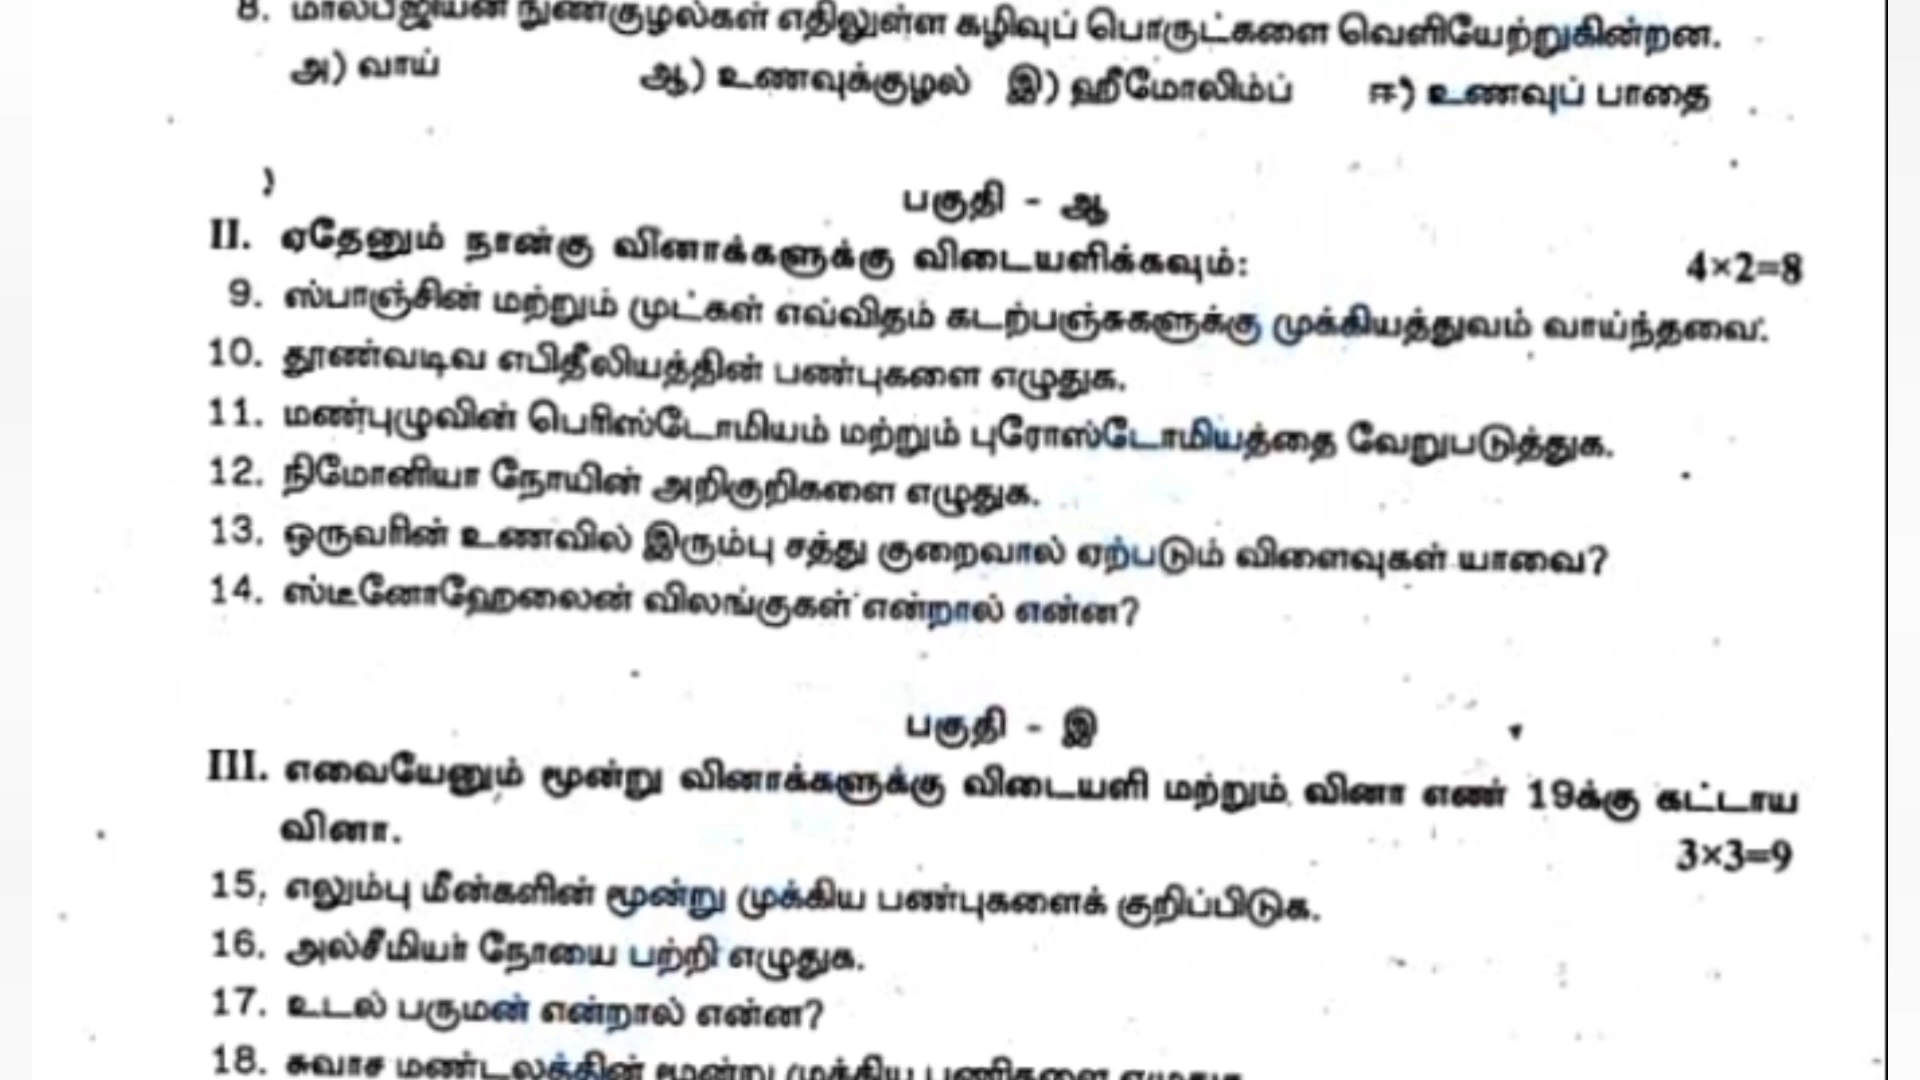 8. மால்பிஜியன் நுண்குழல்கள் எதிலுள்ள கழிவுப் பொருட்களை வெளியேற்றுகின்றன.
அ) வாய் ஆ) உணவுக்குழல் இ) ஹீமோலிம்ப் ஈ) உணவுப் பாதை
பகுதி - ஆ
II. ஏதேனும் நான்கு வினாக்களுக்கு விடையளிக்கவும்: 4×2=8
9. ஸ்பாஞ்சின் மற்றும் முட்கள் எவ்விதம் கடற்பஞ்சுகளுக்கு முக்கியத்துவம் வாய்ந்தவை.
10. தூண்வடிவ எபிதீலியத்தின் பண்புகளை எழுதுக.
11. மண்புழுவின் பெரிஸ்டோமியம் மற்றும் புரோஸ்டோமியத்தை வேறுபடுத்துக.
12. நிமோனியா நோயின் அறிகுறிகளை எழுதுக.
13. ஒருவரின் உணவில் இரும்பு சத்து குறைவால் ஏற்படும் விளைவுகள் யாவை?
14. ஸ்டீனோஹேலைன் விலங்குகள் என்றால் என்ன?
பகுதி - இ
III. எவையேனும் மூன்று வினாக்களுக்கு விடையளி மற்றும் வினா எண் 19க்கு கட்டாய
வினா. 3×3=9
15. எலும்பு மீன்களின் மூன்று முக்கிய பண்புகளைக் குறிப்பிடுக.
16. அல்சீமியர் நோயை பற்றி எழுதுக.
17. உடல் பருமன் என்றால் என்ன?
18. சுவாச மண்டலத்தின் மூன்று முக்கிய பணிகளை எழுதுக